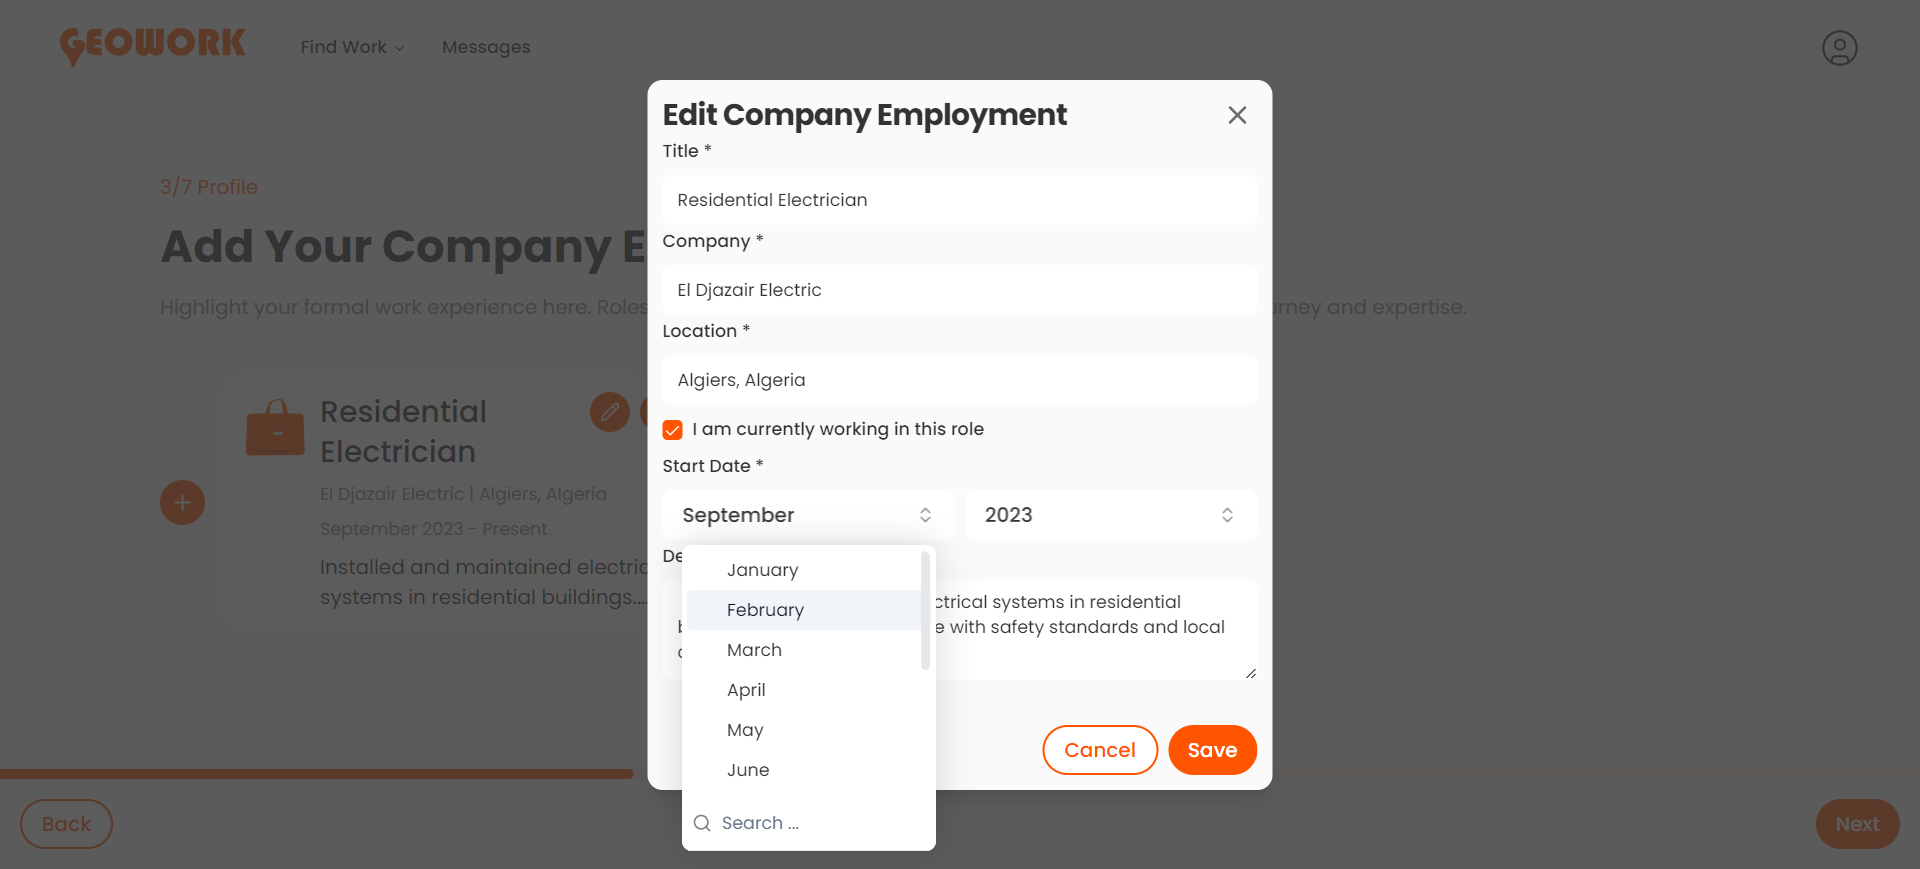 GEOWORK
Find Work
Messages
3/7 Profile
Add Your Company E
Highlight your formal work experience here. Roles
urney and expertise.
Residential
Electrician
El Djazair Electric | Algiers, Algeria
September 2023 - Present
Installed and maintained electric
systems in residential buildings....
Edit Company Employment
Title *
Residential Electrician
Company *
El Djazair Electric
Location *
Algiers, Algeria
I am currently working in this role
Start Date *
September
2023
De
January
February
March
April
May
June
Search ...
ctrical systems in residential
e with safety standards and local
Cancel
Save
Back
Next